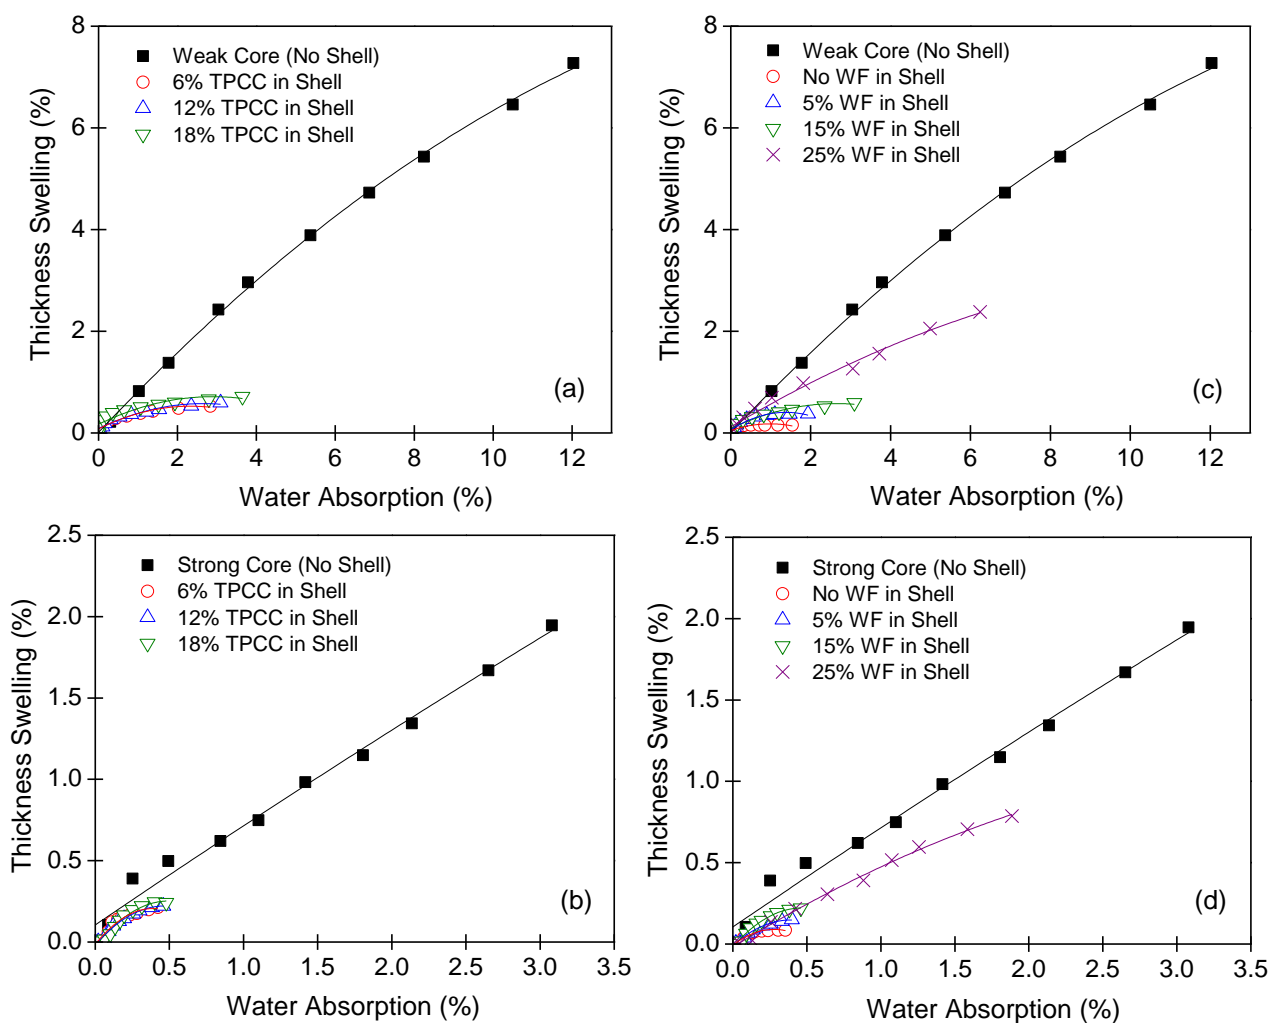 Weak Core (No Shell)
6% TPCC in Shell
12% TPCC in Shell
18% TPCC in Shell
(a)
Thickness Swelling (%)
0
2
4
6
8
0
2
4
6
8
10
12
Water Absorption (%)
Weak Core (No Shell)
No WF in Shell
5% WF in Shell
15% WF in Shell
25% WF in Shell
(c)
Thickness Swelling (%)
0
2
4
6
8
0
2
4
6
8
10
12
Water Absorption (%)
Strong Core (No Shell)
6% TPCC in Shell
12% TPCC in Shell
18% TPCC in Shell
(b)
Thickness Swelling (%)
0.0
0.5
1.0
1.5
2.0
2.5
0.0
0.5
1.0
1.5
2.0
2.5
3.0
3.5
Water Absorption (%)
Strong Core (No Shell)
No WF in Shell
5% WF in Shell
15% WF in Shell
25% WF in Shell
(d)
Thickness Swelling (%)
0.0
0.5
1.0
1.5
2.0
2.5
0.0
0.5
1.0
1.5
2.0
2.5
3.0
3.5
Water Absorption (%)